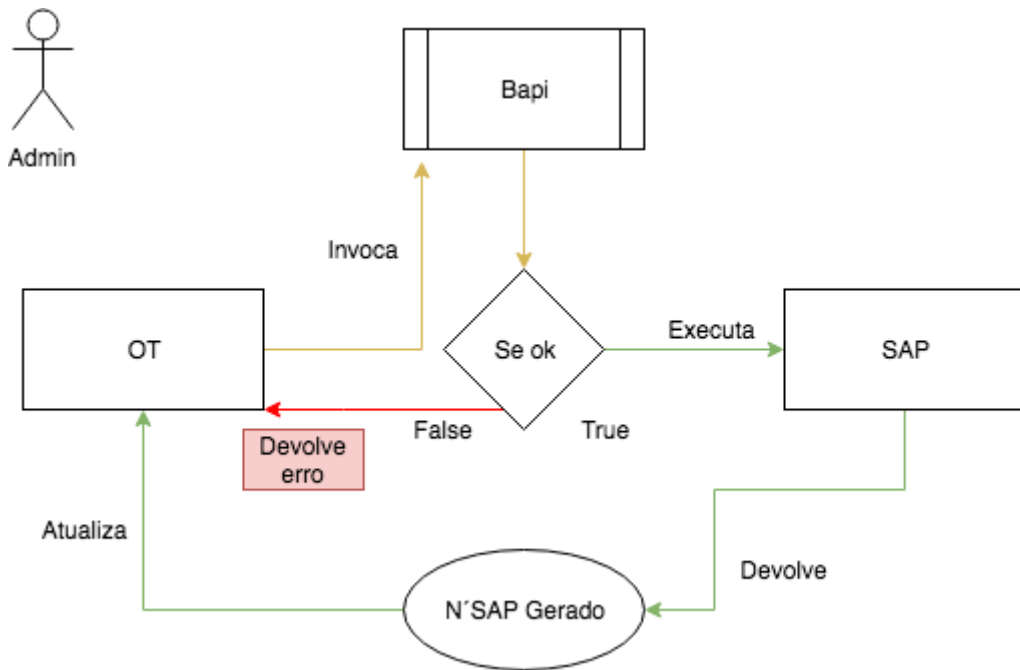 Bapi
Admin
Invoca
OT
Se ok
Executa
SAP
False
True
Devolve
erro
Atualiza
Devolve
N´SAP Gerado